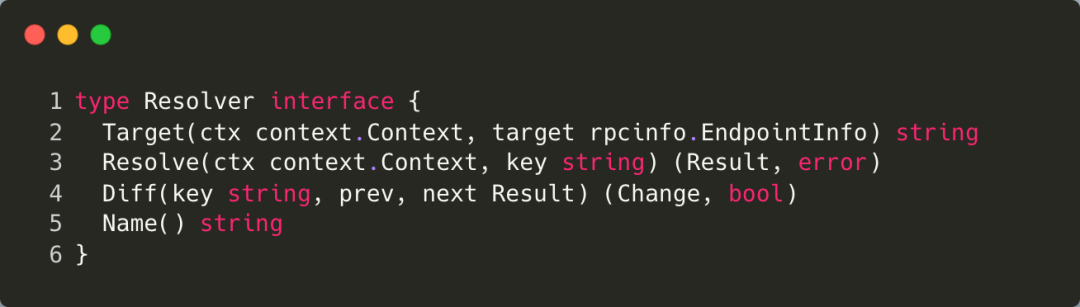 1 type Resolver interface {
2   Target(ctx context.Context, target rpcinfo.EndpointInfo) string
3   Resolve(ctx context.Context, key string) (Result, error)
4   Diff(key string, prev, next Result) (Change, bool)
5   Name() string
6 }